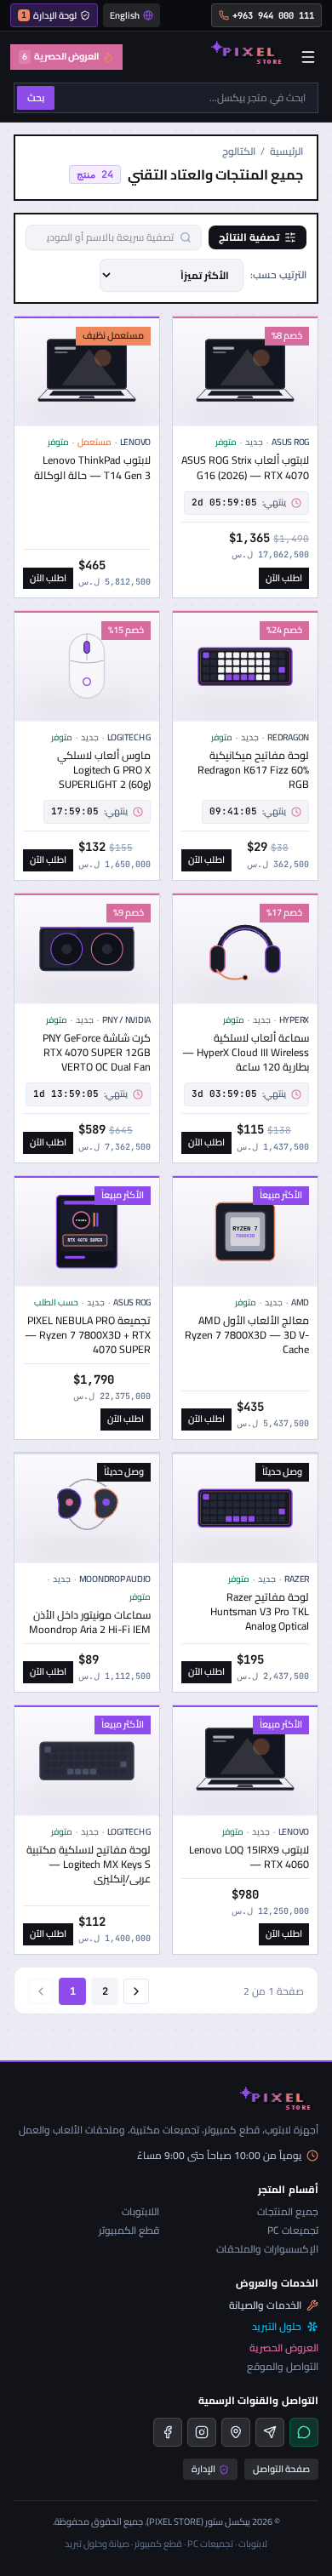 +963 944 000 111
English
لوحة الإدارة 1
PIXEL STORE
العروض الحصرية 6
ابحث في متجر بيكسل...
بحث
الرئيسية / الكتالوج
جميع المنتجات والعتاد التقني
24 منتج
تصفية النتائج
تصفية سريعة بالاسم أو الموديـ
الترتيب حسب:
الأكثر تميزاً
خصم 8%
ASUS ROG · جديد · متوفر
لابتوب ألعاب ASUS ROG Strix
G16 (2026) — RTX 4070
ينتهي: 2d 05:59:05
$1,365 $1,490
17,062,500 ل.س
اطلب الآن
مستعمل نظيف
LENOVO · مستعمل · متوفر
لابتوب Lenovo ThinkPad
T14 Gen 3 — حالة الوكالة
$465
5,812,500 ل.س
اطلب الآن
خصم 24%
REDRAGON · جديد · متوفر
لوحة مفاتيح ميكانيكية
Redragon K617 Fizz 60%
RGB
ينتهي: 09:41:05
$29 $38
362,500 ل.س
اطلب الآن
خصم 15%
LOGITECH G · جديد · متوفر
ماوس ألعاب لاسلكي
Logitech G PRO X
SUPERLIGHT 2 (60g)
ينتهي: 17:59:05
$132 $155
1,650,000 ل.س
اطلب الآن
خصم 17%
HYPERX · جديد · متوفر
سماعة ألعاب لاسلكية
HyperX Cloud III Wireless —
بطارية 120 ساعة
ينتهي: 3d 03:59:05
$115 $138
1,437,500 ل.س
اطلب الآن
خصم 9%
PNY / NVIDIA · جديد · متوفر
كرت شاشة PNY GeForce
RTX 4070 SUPER 12GB
VERTO OC Dual Fan
ينتهي: 1d 13:59:05
$589 $645
7,362,500 ل.س
اطلب الآن
الأكثر مبيعاً
RYZEN 7
7800X3D
AMD · جديد · متوفر
معالج الألعاب الأول AMD
Ryzen 7 7800X3D — 3D V-
Cache
$435
5,437,500 ل.س
اطلب الآن
الأكثر مبيعاً
PIXEL
RTX 4070 SUPER
ASUS ROG · جديد · حسب الطلب
تجميعة PIXEL NEBULA PRO
— Ryzen 7 7800X3D + RTX
4070 SUPER
$1,790
22,375,000 ل.س
اطلب الآن
وصل حديثاً
RAZER · جديد · متوفر
لوحة مفاتيح Razer
Huntsman V3 Pro TKL
Analog Optical
$195
2,437,500 ل.س
اطلب الآن
وصل حديثاً
MOONDROP AUDIO · جديد ·
متوفر
سماعات مونيتور داخل الأذن
Moondrop Aria 2 Hi-Fi IEM
$89
1,112,500 ل.س
اطلب الآن
الأكثر مبيعاً
LENOVO · جديد · متوفر
لابتوب Lenovo LOQ 15IRX9
— RTX 4060
$980
12,250,000 ل.س
اطلب الآن
الأكثر مبيعاً
LOGITECH G · جديد · متوفر
لوحة مفاتيح لاسلكية مكتبية
Logitech MX Keys S —
عربي/إنكليزي
$112
1,400,000 ل.س
اطلب الآن
صفحة 1 من 2
1 2
PIXEL STORE
أجهزة لابتوب، قطع كمبيوتر، تجميعات مكتبية، وملحقات الألعاب والعمل
يومياً من 10:00 صباحاً حتى 9:00 مساءً
أقسام المتجر
جميع المنتجات
اللابتوبات
تجميعات PC
قطع الكمبيوتر
الإكسسوارات والملحقات
الخدمات والعروض
الخدمات والصيانة
حلول التبريد
العروض الحصرية
التواصل والموقع
التواصل والقنوات الرسمية
صفحة التواصل
الإدارة
© 2026 بيكسل ستور (PIXEL STORE). جميع الحقوق محفوظة.
لابتوبات · تجميعات PC · قطع كمبيوتر · صيانة وحلول تبريد